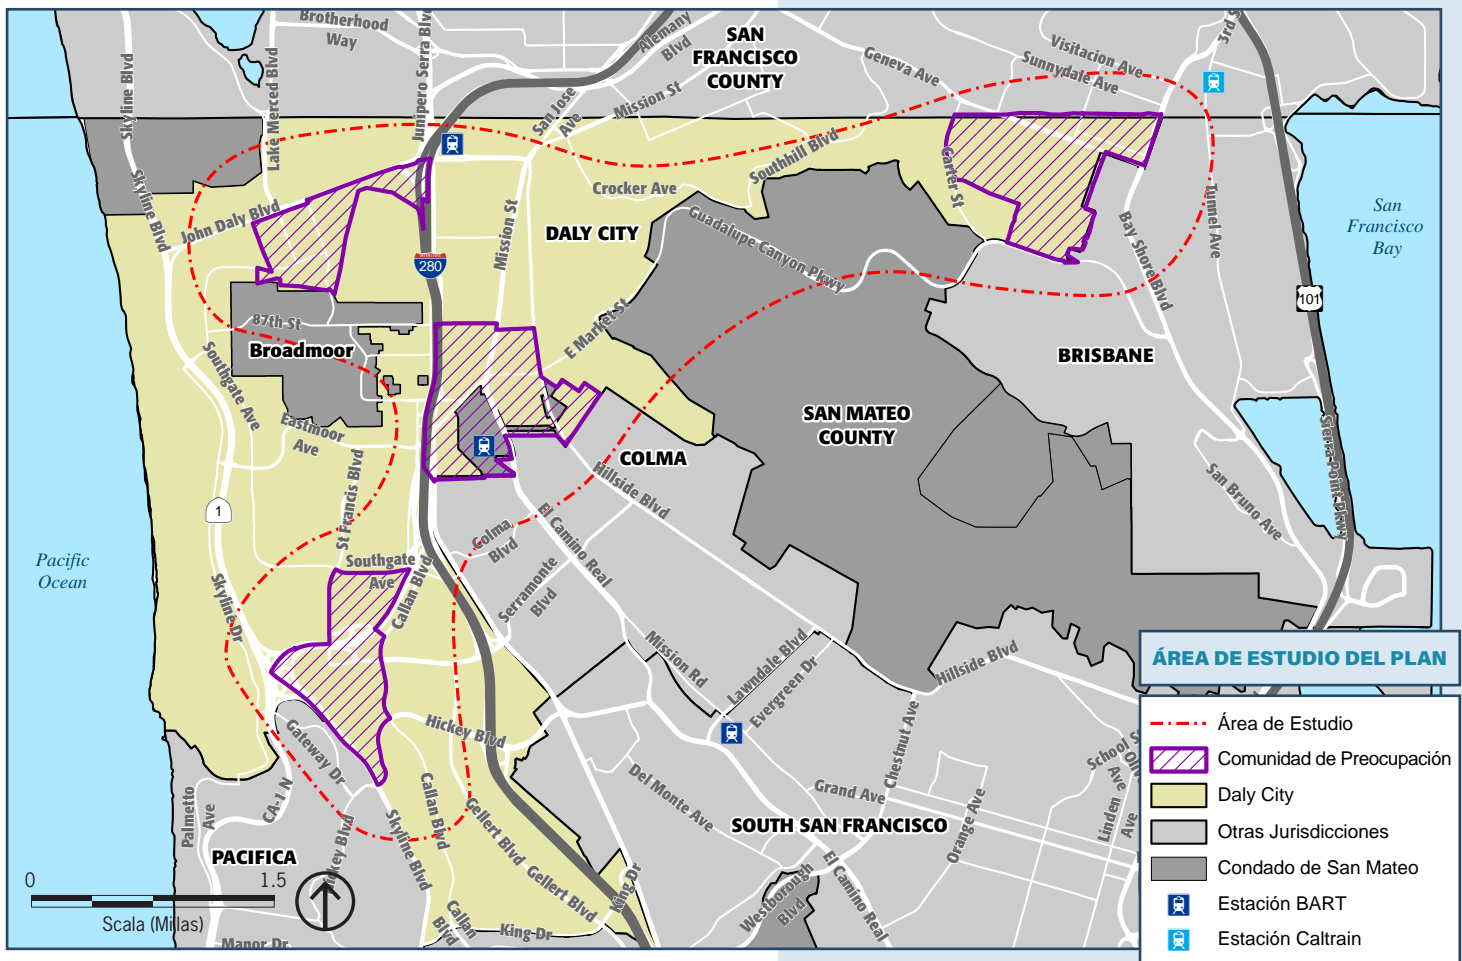 Brotherhood
Way
Skyline Blvd
Lake Merced Blvd
Junipero Serra Blvd
Alemany
Blvd
SAN
FRANCISCO
COUNTY
Geneva Ave
Visitacion Ave
Sunnydale Ave
3rd S
San Jose
Ave
Mission St
Skyline Blvd
John Daly Blvd
Crocker Ave
Southhill Blvd
Carter St
Mission St
DALY CITY
Guadalupe Canyon Pkwy
Bay Shore Blvd
Tunnel Ave
San
Francisco
Bay
280
101
87th St
Broadmoor
E Market St
BRISBANE
Southgate Ave
Eastmoor
Ave
SAN MATEO
COUNTY
COLMA
Hillside Blvd
Sierra Point Pkwy
San Bruno Ave
1
St Francis Blvd
El Camino Real
Colma
Blvd
Pacific
Ocean
Southgate
Ave
Callan Blvd
Serramonte
Blvd
Skyline Dr
Mission Rd
Lawndale Blvd
Evergreen Dr
Hillside Blvd
Chestnut Ave
Hickey Blvd
Gateway Dr
CA-1 N
Palmetto
Ave
PACIFICA
Callan Blvd
Skyline Blvd
Gellert Blvd
Gellert Blvd
Del Monte Ave
Grand Ave
Orange Ave
School St
Linden
Ave
SOUTH SAN FRANCISCO
El Camino Real
Westborough
Blvd
King Dr
King Dr
Callan
Blvd
Manor Dr
0 1.5
Scala (Millas)
ÁREA DE ESTUDIO DEL PLAN
Área de Estudio
Comunidad de Preocupación
Daly City
Otras Jurisdicciones
Condado de San Mateo
Estación BART
Estación Caltrain